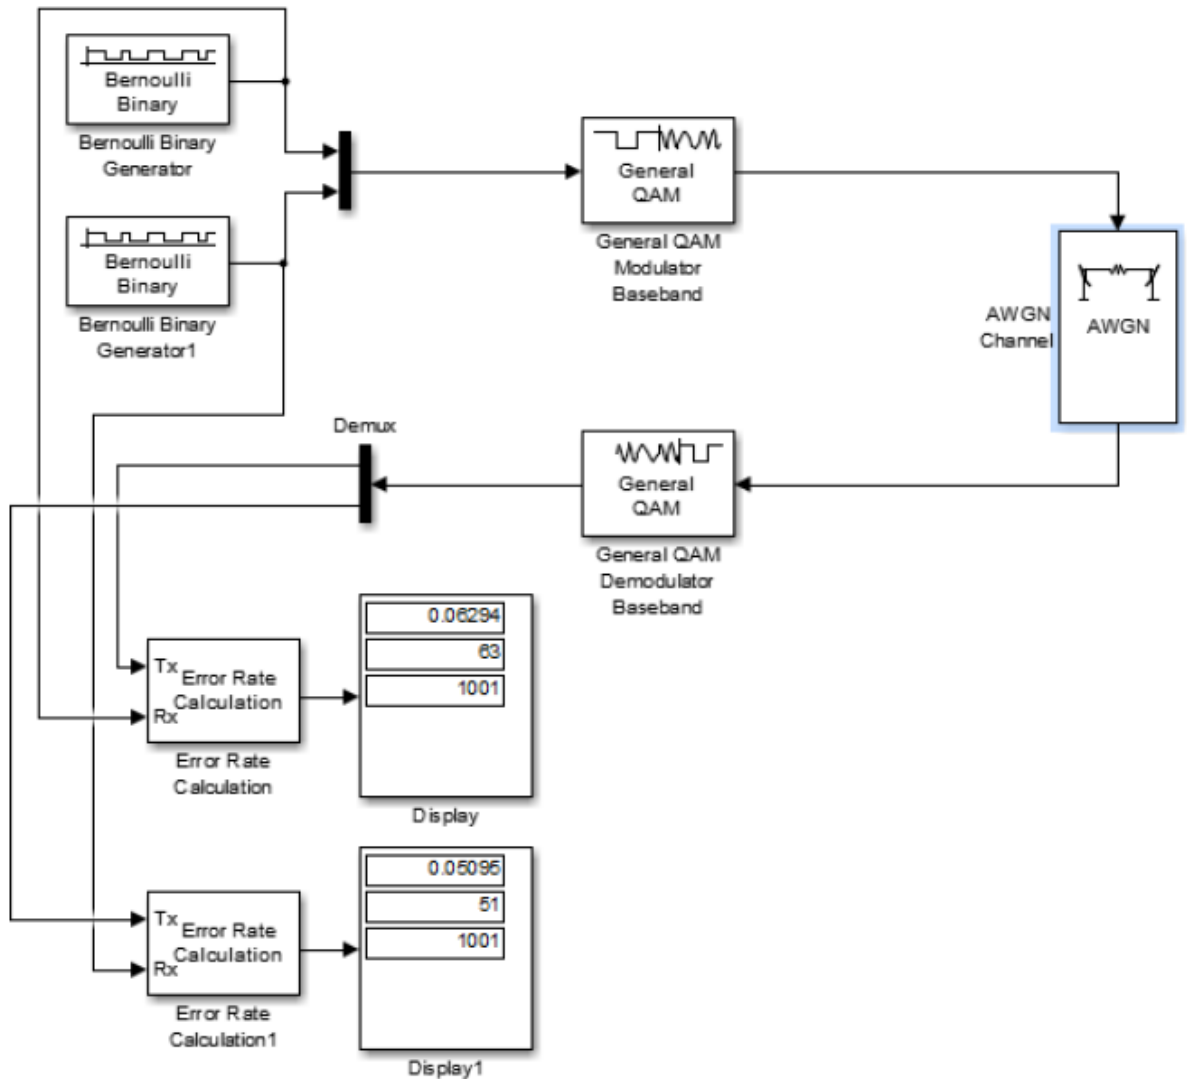 Bernoulli
Binary
Bernoulli Binary
Generator
Bernoulli
Binary
Bernoulli Binary
Generator1
General
QAM
General QAM
Modulator
Baseband
AWGN
Channel
AWGN
Demux
General
QAM
General QAM
Demodulator
Baseband
Tx
Error Rate
Calculation
Rx
Error Rate
Calculation
0.06294
63
1001
Display
Tx
Error Rate
Calculation
Rx
Error Rate
Calculation1
0.05095
51
1001
Display1